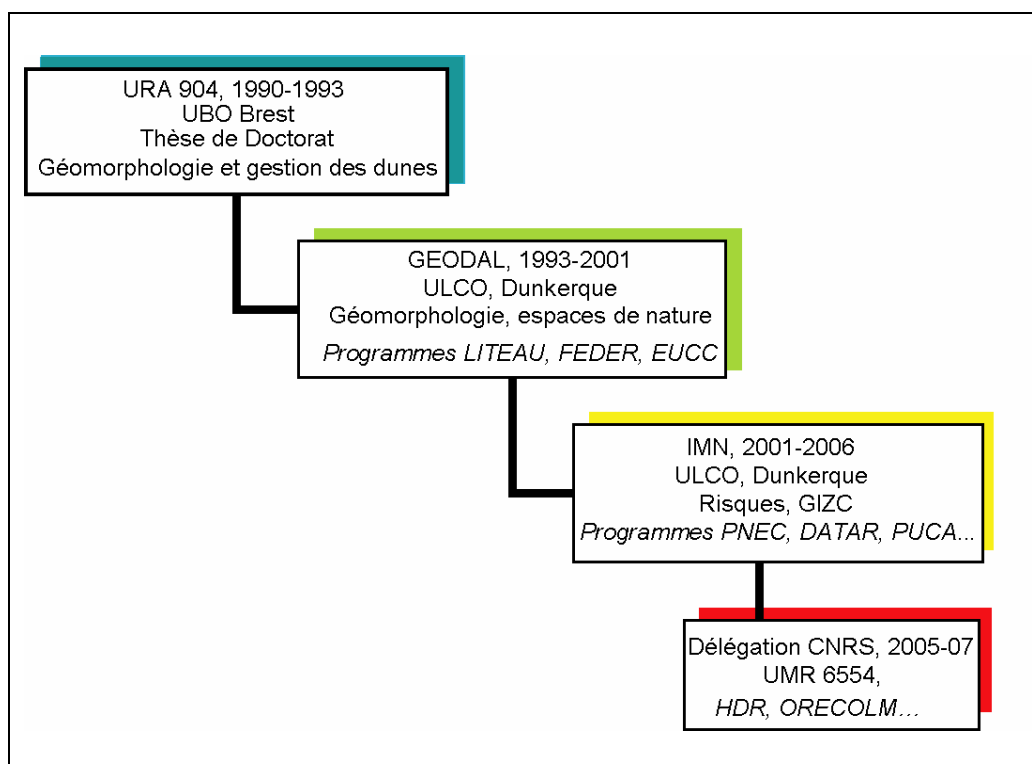 URA 904, 1990-1993
UBO Brest
Thèse de Doctorat
Géomorphologie et gestion des dunes
GEODAL, 1993-2001
ULCO, Dunkerque
Géomorphologie, espaces de nature
Programmes LITEAU, FEDER, EUCC
IMN, 2001-2006
ULCO, Dunkerque
Risques, GIZC
Programmes PNEC, DATAR, PUCA...
Délégation CNRS, 2005-07
UMR 6554,
HDR, ORECOLM...